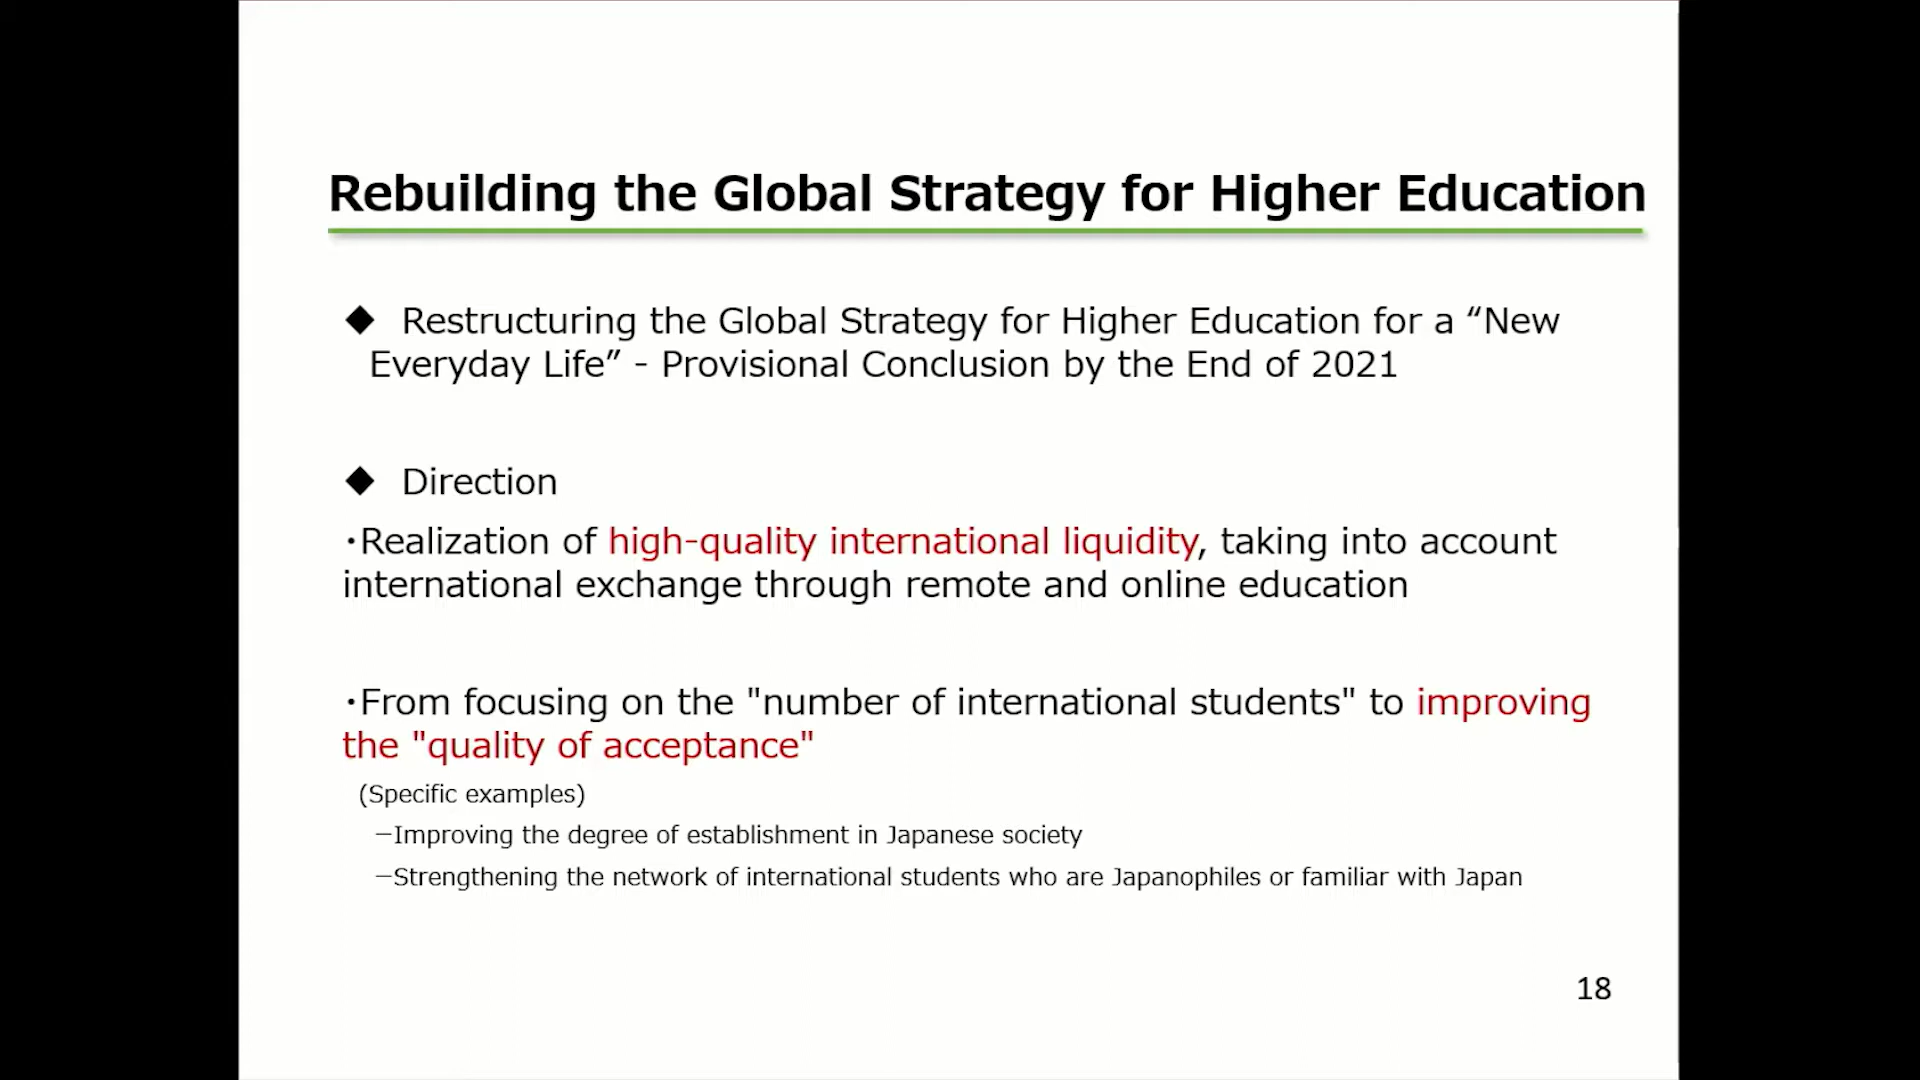 Rebuilding the Global Strategy for Higher Education
◆ Restructuring the Global Strategy for Higher Education for a “New
Everyday Life” - Provisional Conclusion by the End of 2021
◆ Direction
・Realization of high-quality international liquidity, taking into account
international exchange through remote and online education
・From focusing on the "number of international students" to improving
the "quality of acceptance"
(Specific examples)
－Improving the degree of establishment in Japanese society
－Strengthening the network of international students who are Japanophiles or familiar with Japan
18